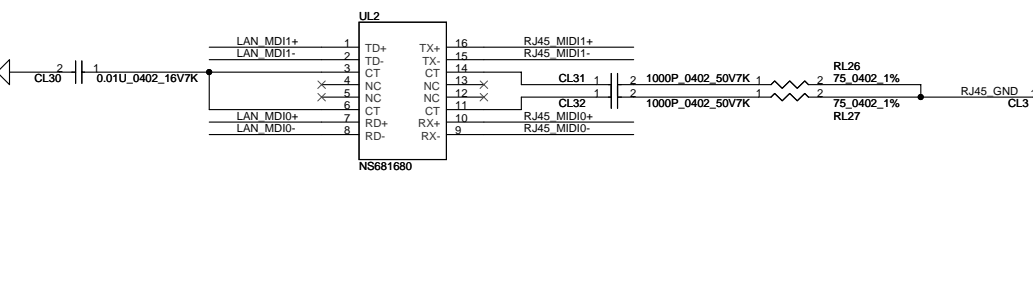 UL2
LAN_MDI1+ 1 TD+ TX+ 16 RJ45_MIDI1+
LAN_MDI1- 2 TD- TX- 15 RJ45_MIDI1-
2 1 3 CT CT 14
CL30 0.01U_0402_16V7K
4 NC NC 13
5 NC NC 12
6 CT CT 11
LAN_MDI0+ 7 RD+ RX+ 10 RJ45_MIDI0+
LAN_MDI0- 8 RD- RX- 9 RJ45_MIDI0-
NS681680
CL31 1 2 1000P_0402_50V7K 1 2
RL26
75_0402_1%
CL32 1 2 1000P_0402_50V7K 1 2
75_0402_1%
RL27
RJ45_GND 1
CL3